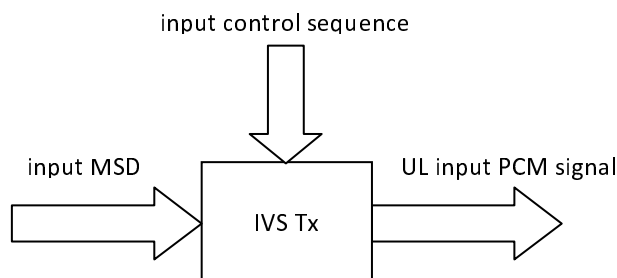 input control sequence
input MSD
UL input PCM signal
IVS Tx